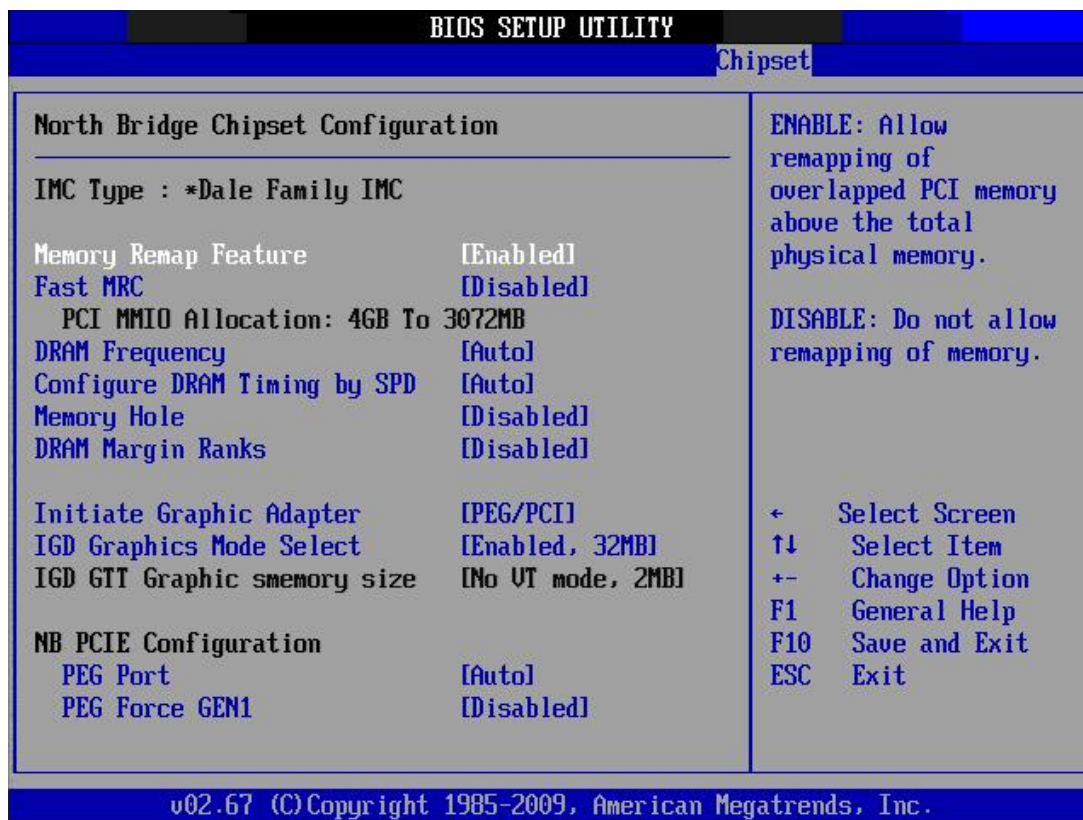 BIOS SETUP UTILITY
Chipset
North Bridge Chipset Configuration
IMC Type : *Dale Family IMC
Memory Remap Feature [Enabled]
Fast MRC [Disabled]
PCI MMIO Allocation: 4GB To 3072MB
DRAM Frequency [Auto]
Configure DRAM Timing by SPD [Auto]
Memory Hole [Disabled]
DRAM Margin Ranks [Disabled]
Initiate Graphic Adapter [PEG/PCI]
IGD Graphics Mode Select [Enabled, 32MB]
IGD GTT Graphic smemory size [No VT mode, 2MB]
NB PCIE Configuration
PEG Port [Auto]
PEG Force GEN1 [Disabled]
ENABLE: Allow
remapping of
overlapped PCI memory
above the total
physical memory.
DISABLE: Do not allow
remapping of memory.
← Select Screen
↑↓ Select Item
+- Change Option
F1 General Help
F10 Save and Exit
ESC Exit
v02.67 (C)Copyright 1985-2009, American Megatrends, Inc.